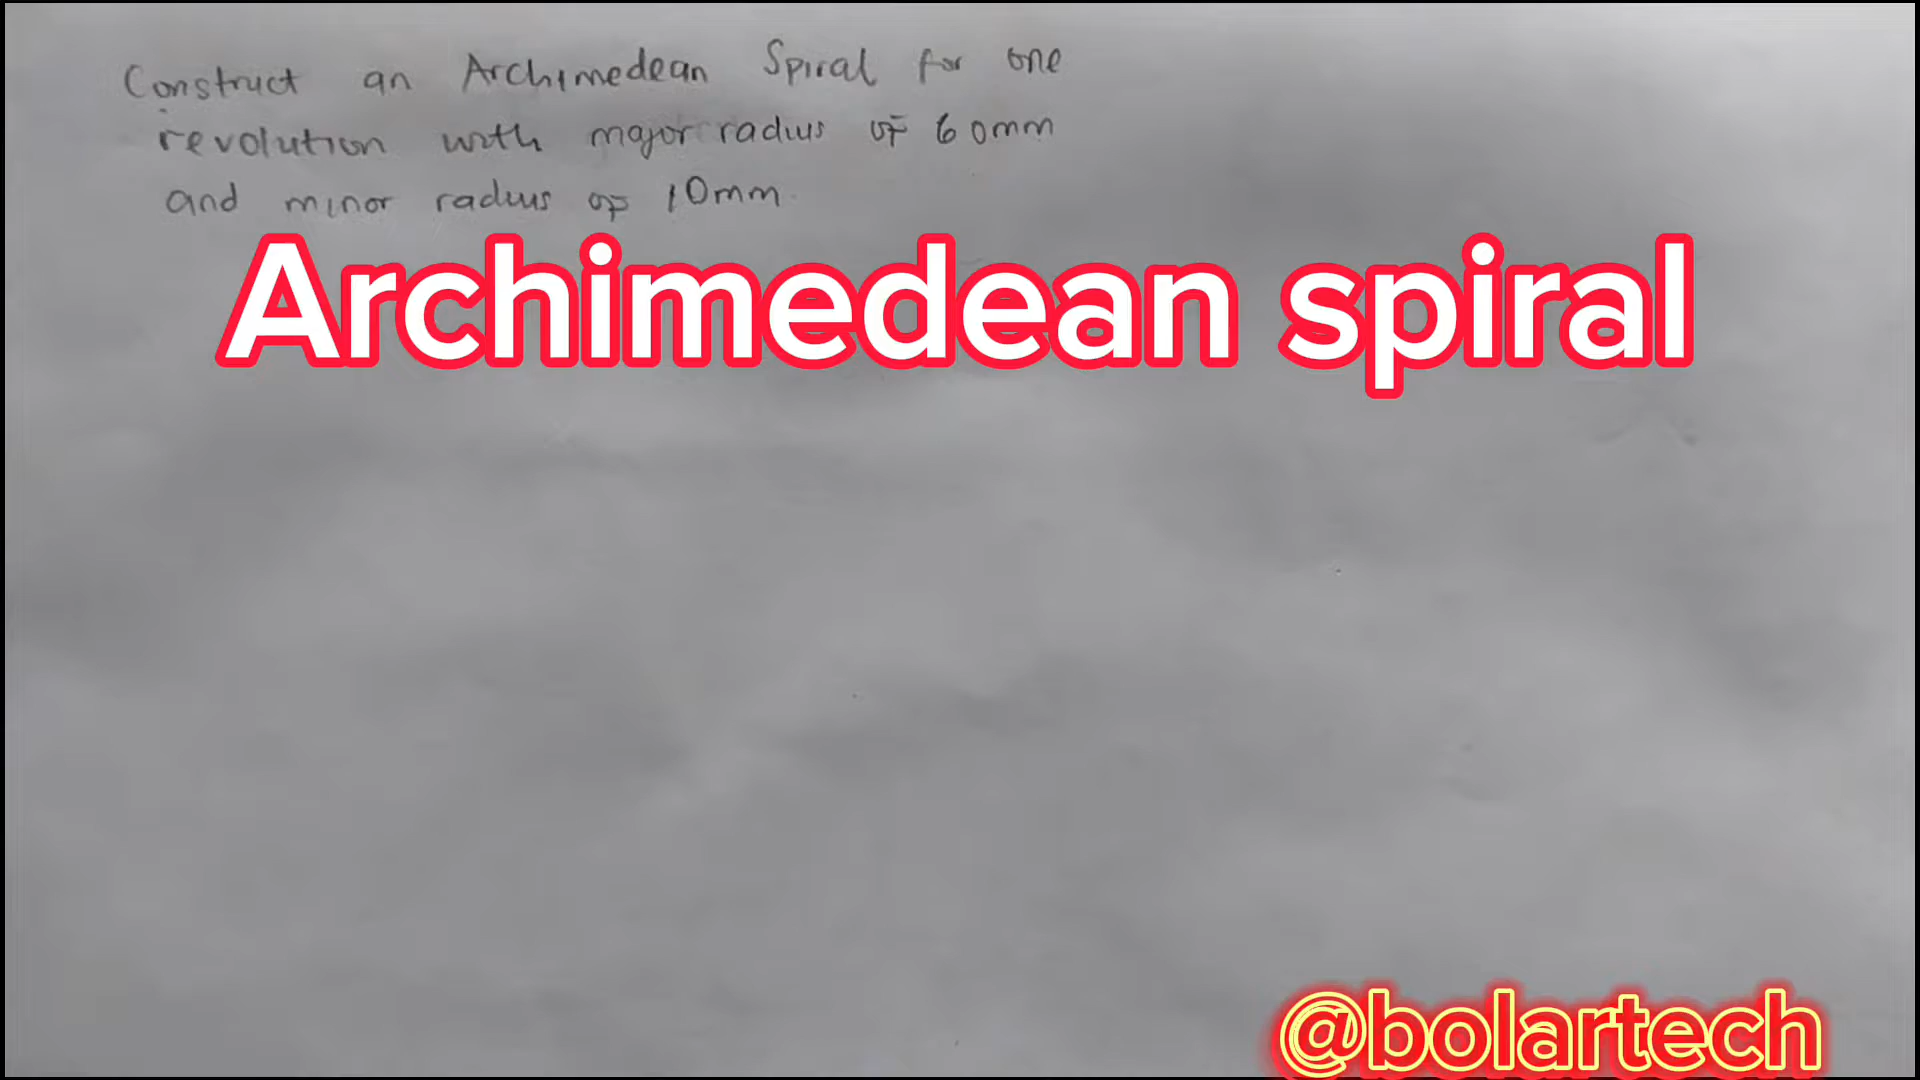 Construct an Archimedean Spiral for one
revolution with major radius of 60mm
and minor radius of 10mm.
Archimedean spiral
@bolartech